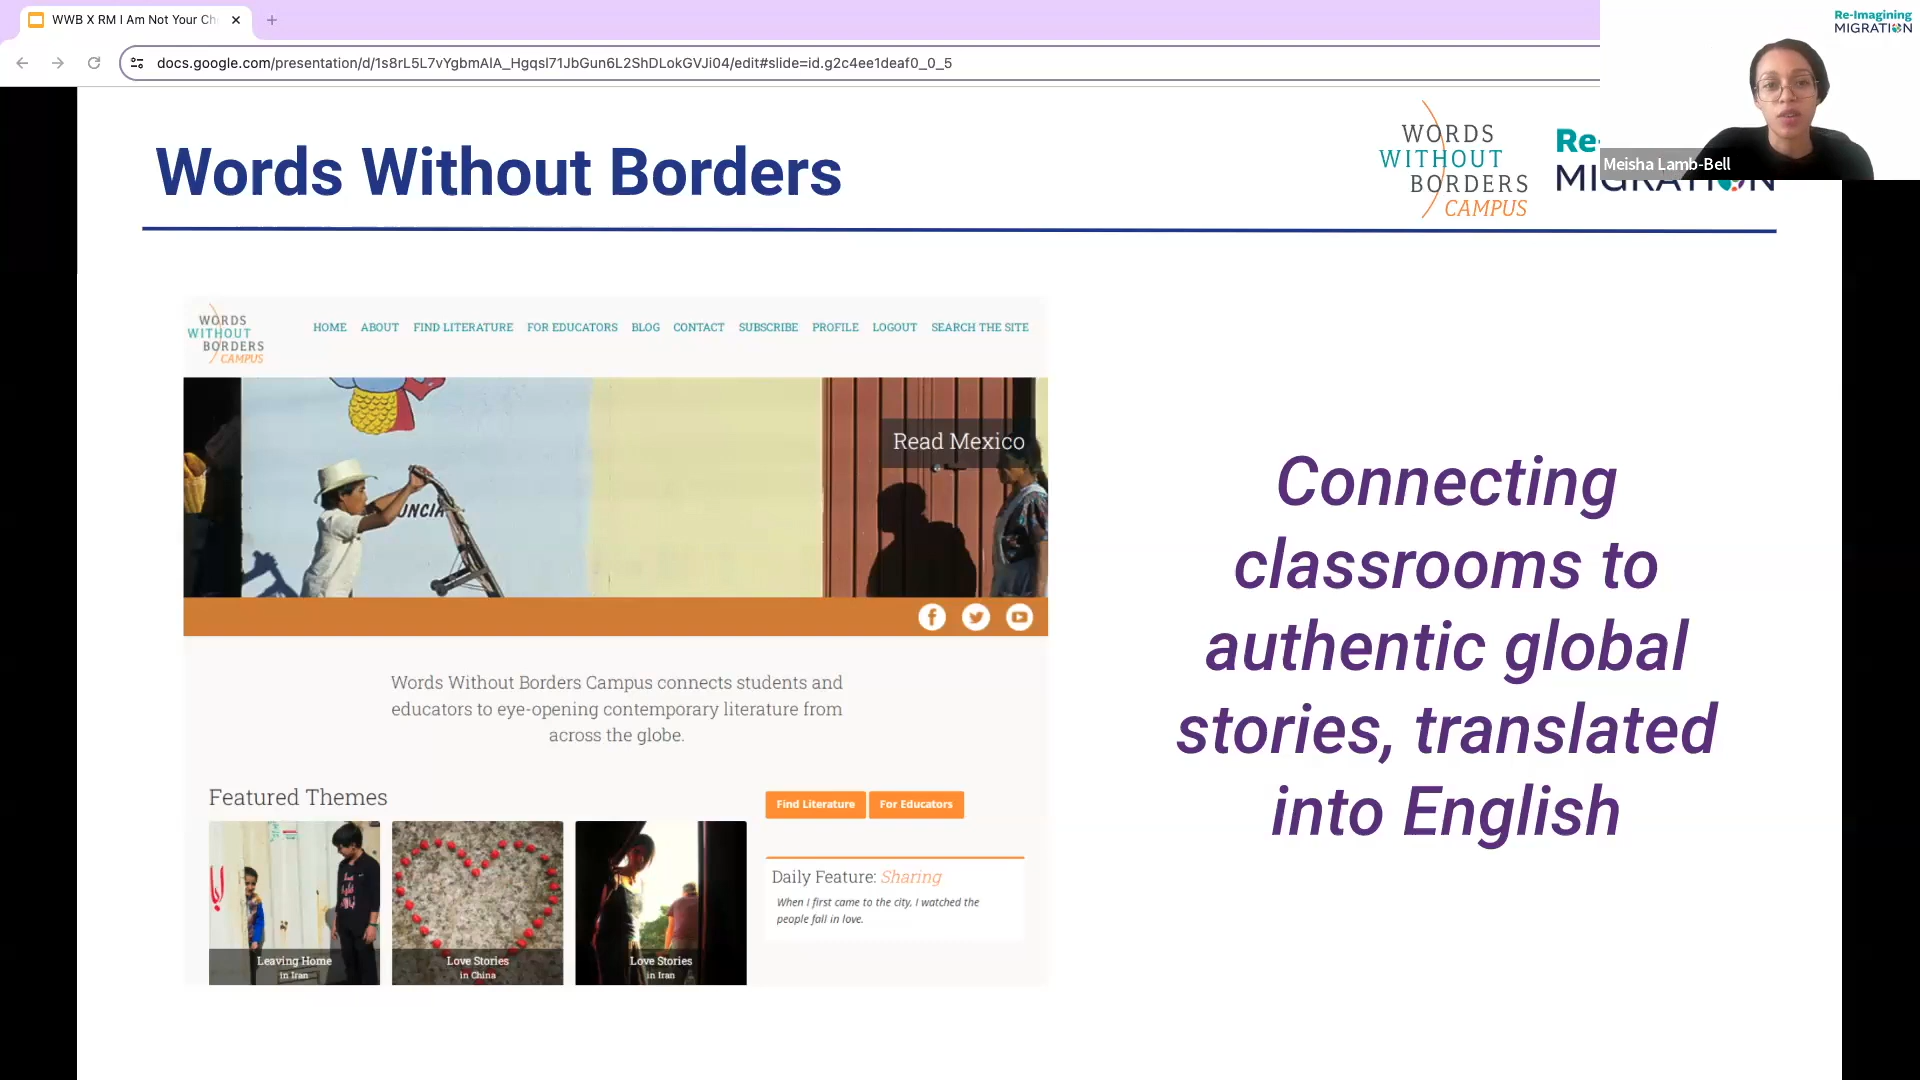 WWB X RM I Am Not Your Ch
docs.google.com/presentation/d/1s8rL5L7vYgbmAIA_HgqsI71JbGun6L2ShDLokGVJi04/edit#slide=id.g2c4ee1deaf0_0_5
Re-Imagining
MIGRATION
Meisha Lamb-Bell
Words Without Borders
WORDS
WITHOUT
BORDERS
CAMPUS
Re-
MIGRATION
WORDS
WITHOUT
BORDERS
CAMPUS
HOME ABOUT FIND LITERATURE FOR EDUCATORS BLOG CONTACT SUBSCRIBE PROFILE LOGOUT SEARCH THE SITE
Read Mexico
UNCIA
Words Without Borders Campus connects students and
educators to eye-opening contemporary literature from
across the globe.
Featured Themes
Leaving Home
in Iran
Love Stories
in China
Love Stories
in Iran
Find Literature
For Educators
Daily Feature: Sharing
When I first came to the city, I watched the
people fall in love.
Connecting
classrooms to
authentic global
stories, translated
into English